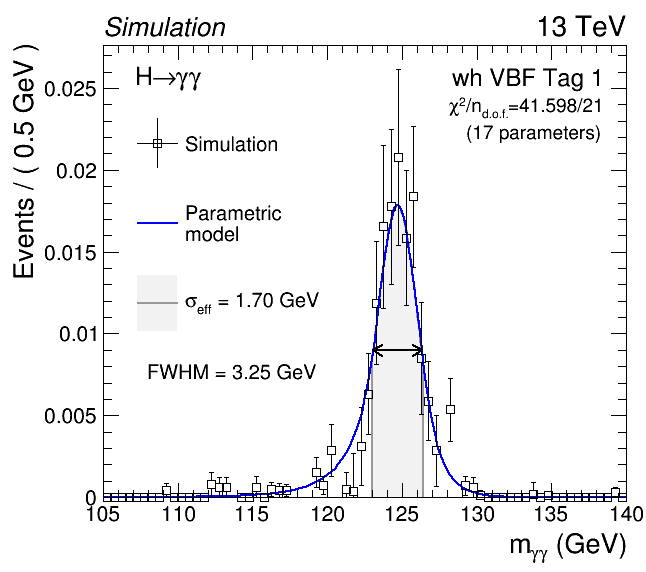 Simulation 13 TeV
H→γγ
wh VBF Tag 1
χ²/n_d.o.f.=41.598/21
(17 parameters)
Simulation
Parametric
model
σ_eff = 1.70 GeV
FWHM = 3.25 GeV
Events / ( 0.5 GeV )
0.025
0.02
0.015
0.01
0.005
0
105 110 115 120 125 130 135 140
m_γγ (GeV)